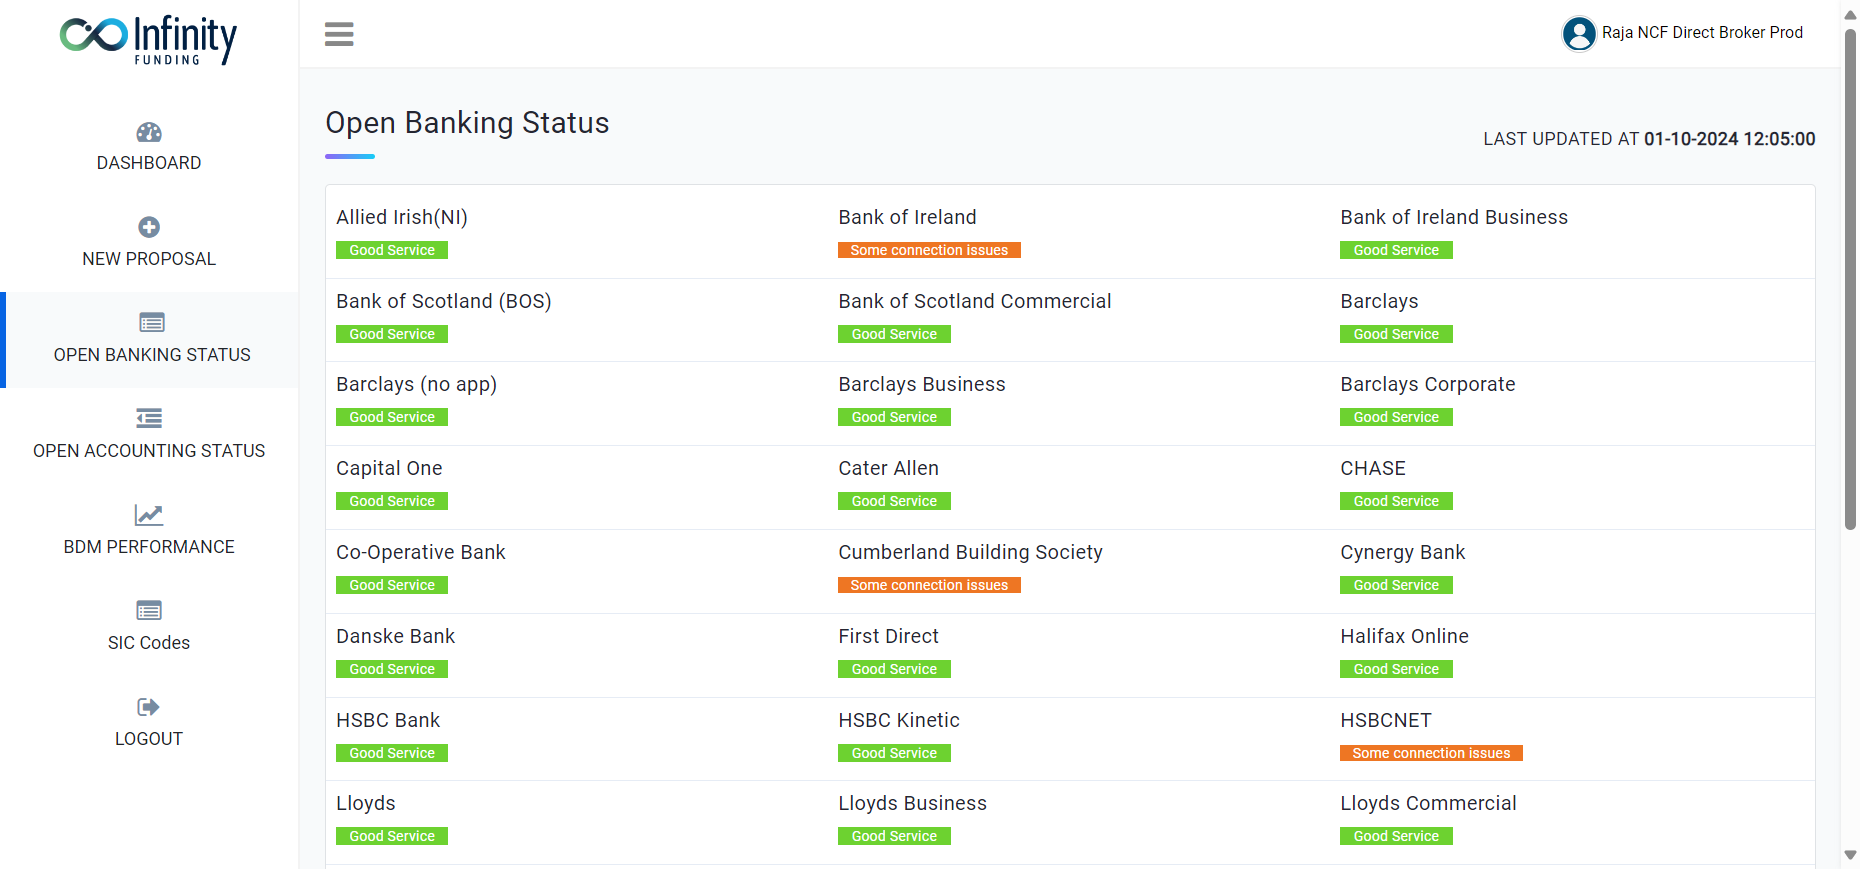 Infinity
FUNDING
Raja NCF Direct Broker Prod
DASHBOARD
NEW PROPOSAL
OPEN BANKING STATUS
OPEN ACCOUNTING STATUS
BDM PERFORMANCE
SIC Codes
LOGOUT
Open Banking Status
LAST UPDATED AT 01-10-2024 12:05:00
Allied Irish(NI)
Good Service
Bank of Ireland
Some connection issues
Bank of Ireland Business
Good Service
Bank of Scotland (BOS)
Good Service
Bank of Scotland Commercial
Good Service
Barclays
Good Service
Barclays (no app)
Good Service
Barclays Business
Good Service
Barclays Corporate
Good Service
Capital One
Good Service
Cater Allen
Good Service
CHASE
Good Service
Co-Operative Bank
Good Service
Cumberland Building Society
Some connection issues
Cynergy Bank
Good Service
Danske Bank
Good Service
First Direct
Good Service
Halifax Online
Good Service
HSBC Bank
Good Service
HSBC Kinetic
Good Service
HSBCNET
Some connection issues
Lloyds
Good Service
Lloyds Business
Good Service
Lloyds Commercial
Good Service